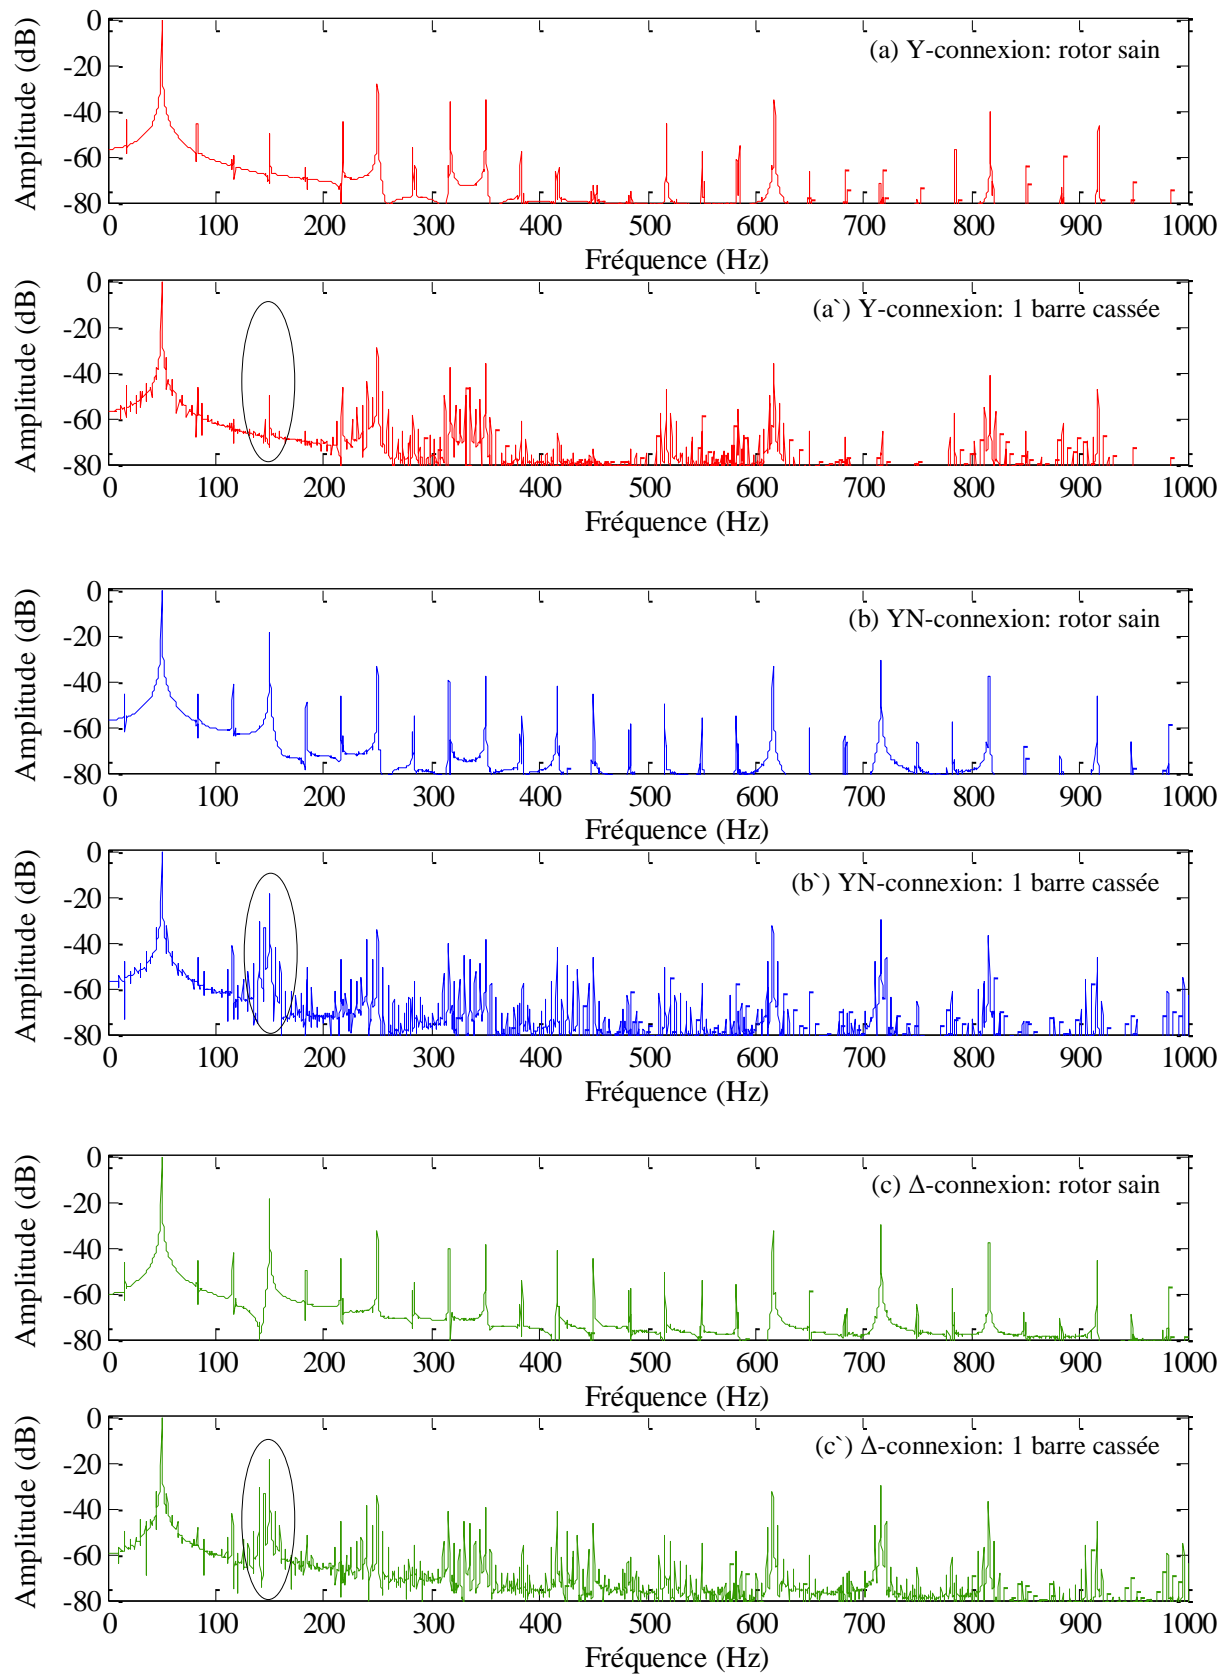 (a) Y-connexion: rotor sain
Amplitude (dB)
0
-20
-40
-60
-80
0 100 200 300 400 500 600 700 800 900 1000
Fréquence (Hz)
(a`) Y-connexion: 1 barre cassée
Amplitude (dB)
0
-20
-40
-60
-80
0 100 200 300 400 500 600 700 800 900 1000
Fréquence (Hz)
(b) YN-connexion: rotor sain
Amplitude (dB)
0
-20
-40
-60
-80
0 100 200 300 400 500 600 700 800 900 1000
Fréquence (Hz)
(b`) YN-connexion: 1 barre cassée
Amplitude (dB)
0
-20
-40
-60
-80
0 100 200 300 400 500 600 700 800 900 1000
Fréquence (Hz)
(c) Δ-connexion: rotor sain
Amplitude (dB)
0
-20
-40
-60
-80
0 100 200 300 400 500 600 700 800 900 1000
Fréquence (Hz)
(c`) Δ-connexion: 1 barre cassée
Amplitude (dB)
0
-20
-40
-60
-80
0 100 200 300 400 500 600 700 800 900 1000
Fréquence (Hz)